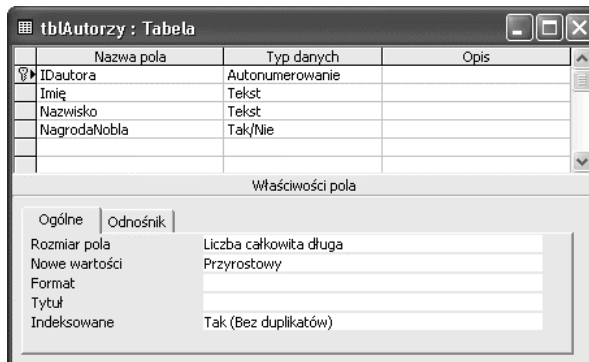 tblAutorzy : Tabela
Nazwa pola Typ danych Opis
IDautora Autonumerowanie
Imię Tekst
Nazwisko Tekst
NagrodaNobla Tak/Nie
Właściwości pola
Ogólne Odnośnik
Rozmiar pola Liczba całkowita długa
Nowe wartości Przyrostowy
Format
Tytuł
Indeksowane Tak (Bez duplikatów)